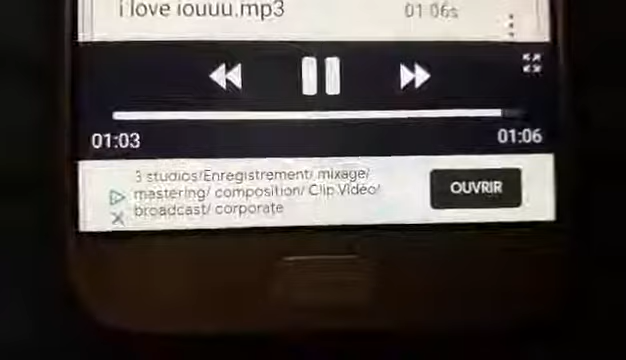 i love iouuu.mp3
01 06s
01:03
01:06
3 studios/Enregistrement/ mixage/
mastering/ composition/ Clip Video/
broadcast/ corporate
OUVRIR